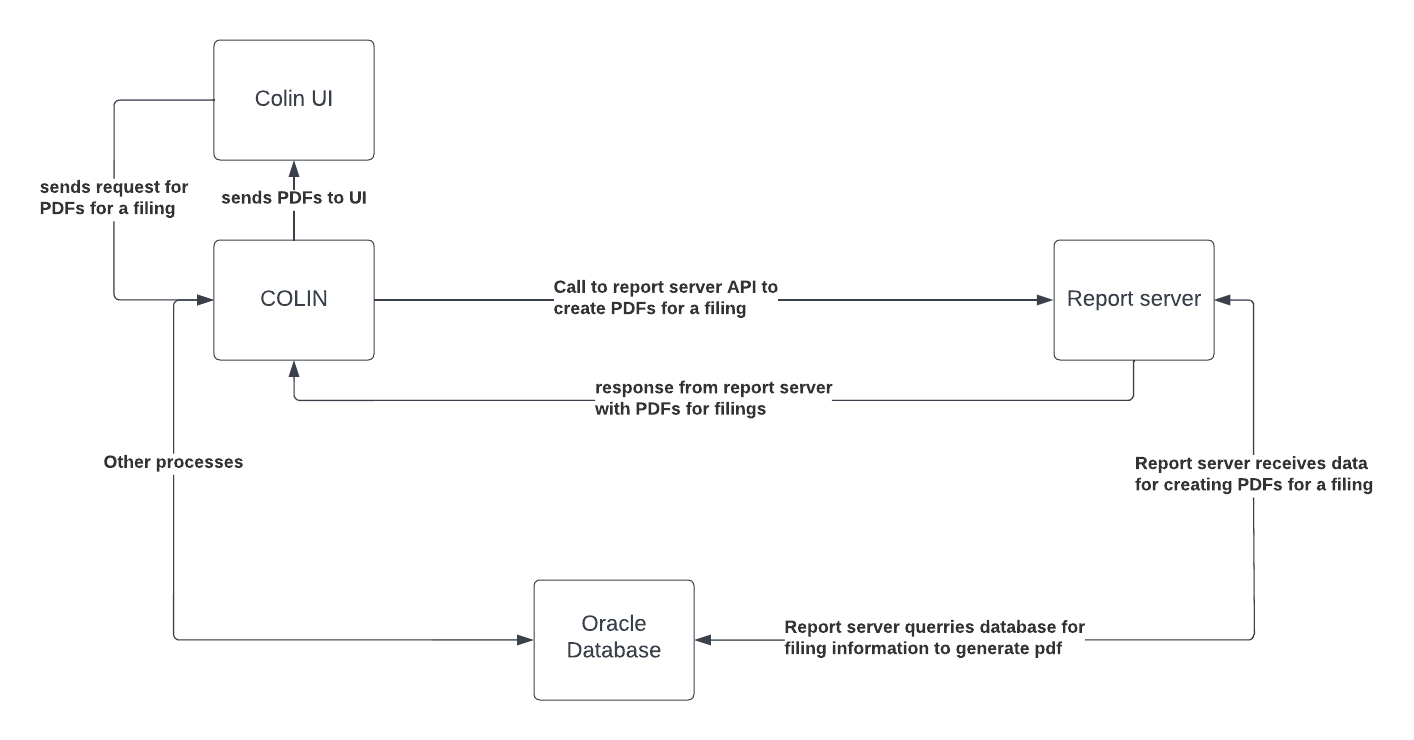 Colin UI
sends request for
PDFs for a filing
sends PDFs to UI
COLIN
Call to report server API to
create PDFs for a filing
Report server
response from report server
with PDFs for filings
Other processes
Report server receives data
for creating PDFs for a filing
Oracle
Database
Report server querries database for
filing information to generate pdf